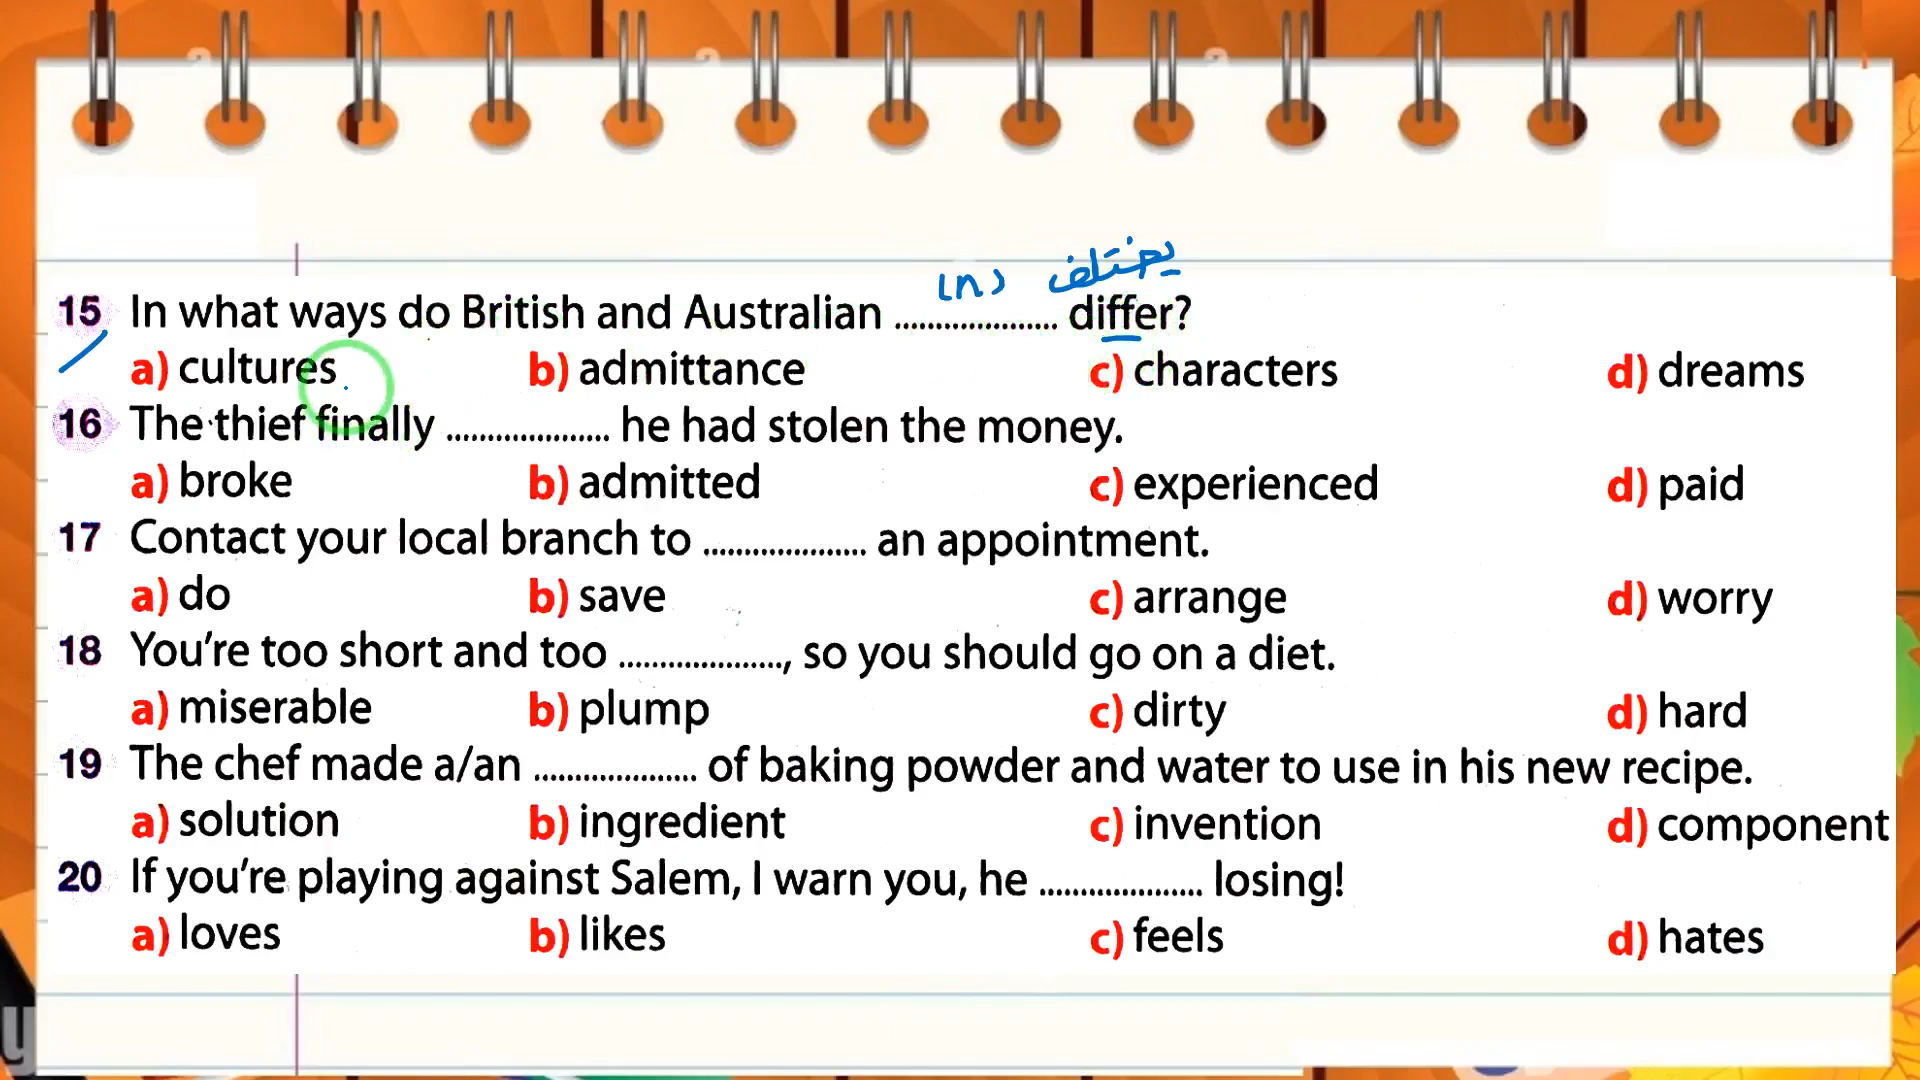 (n) يختلف
15 In what ways do British and Australian .................... differ?
a) cultures b) admittance c) characters d) dreams
16 The thief finally .................... he had stolen the money.
a) broke b) admitted c) experienced d) paid
17 Contact your local branch to .................... an appointment.
a) do b) save c) arrange d) worry
18 You're too short and too ...................., so you should go on a diet.
a) miserable b) plump c) dirty d) hard
19 The chef made a/an .................... of baking powder and water to use in his new recipe.
a) solution b) ingredient c) invention d) component
20 If you're playing against Salem, I warn you, he .................... losing!
a) loves b) likes c) feels d) hates